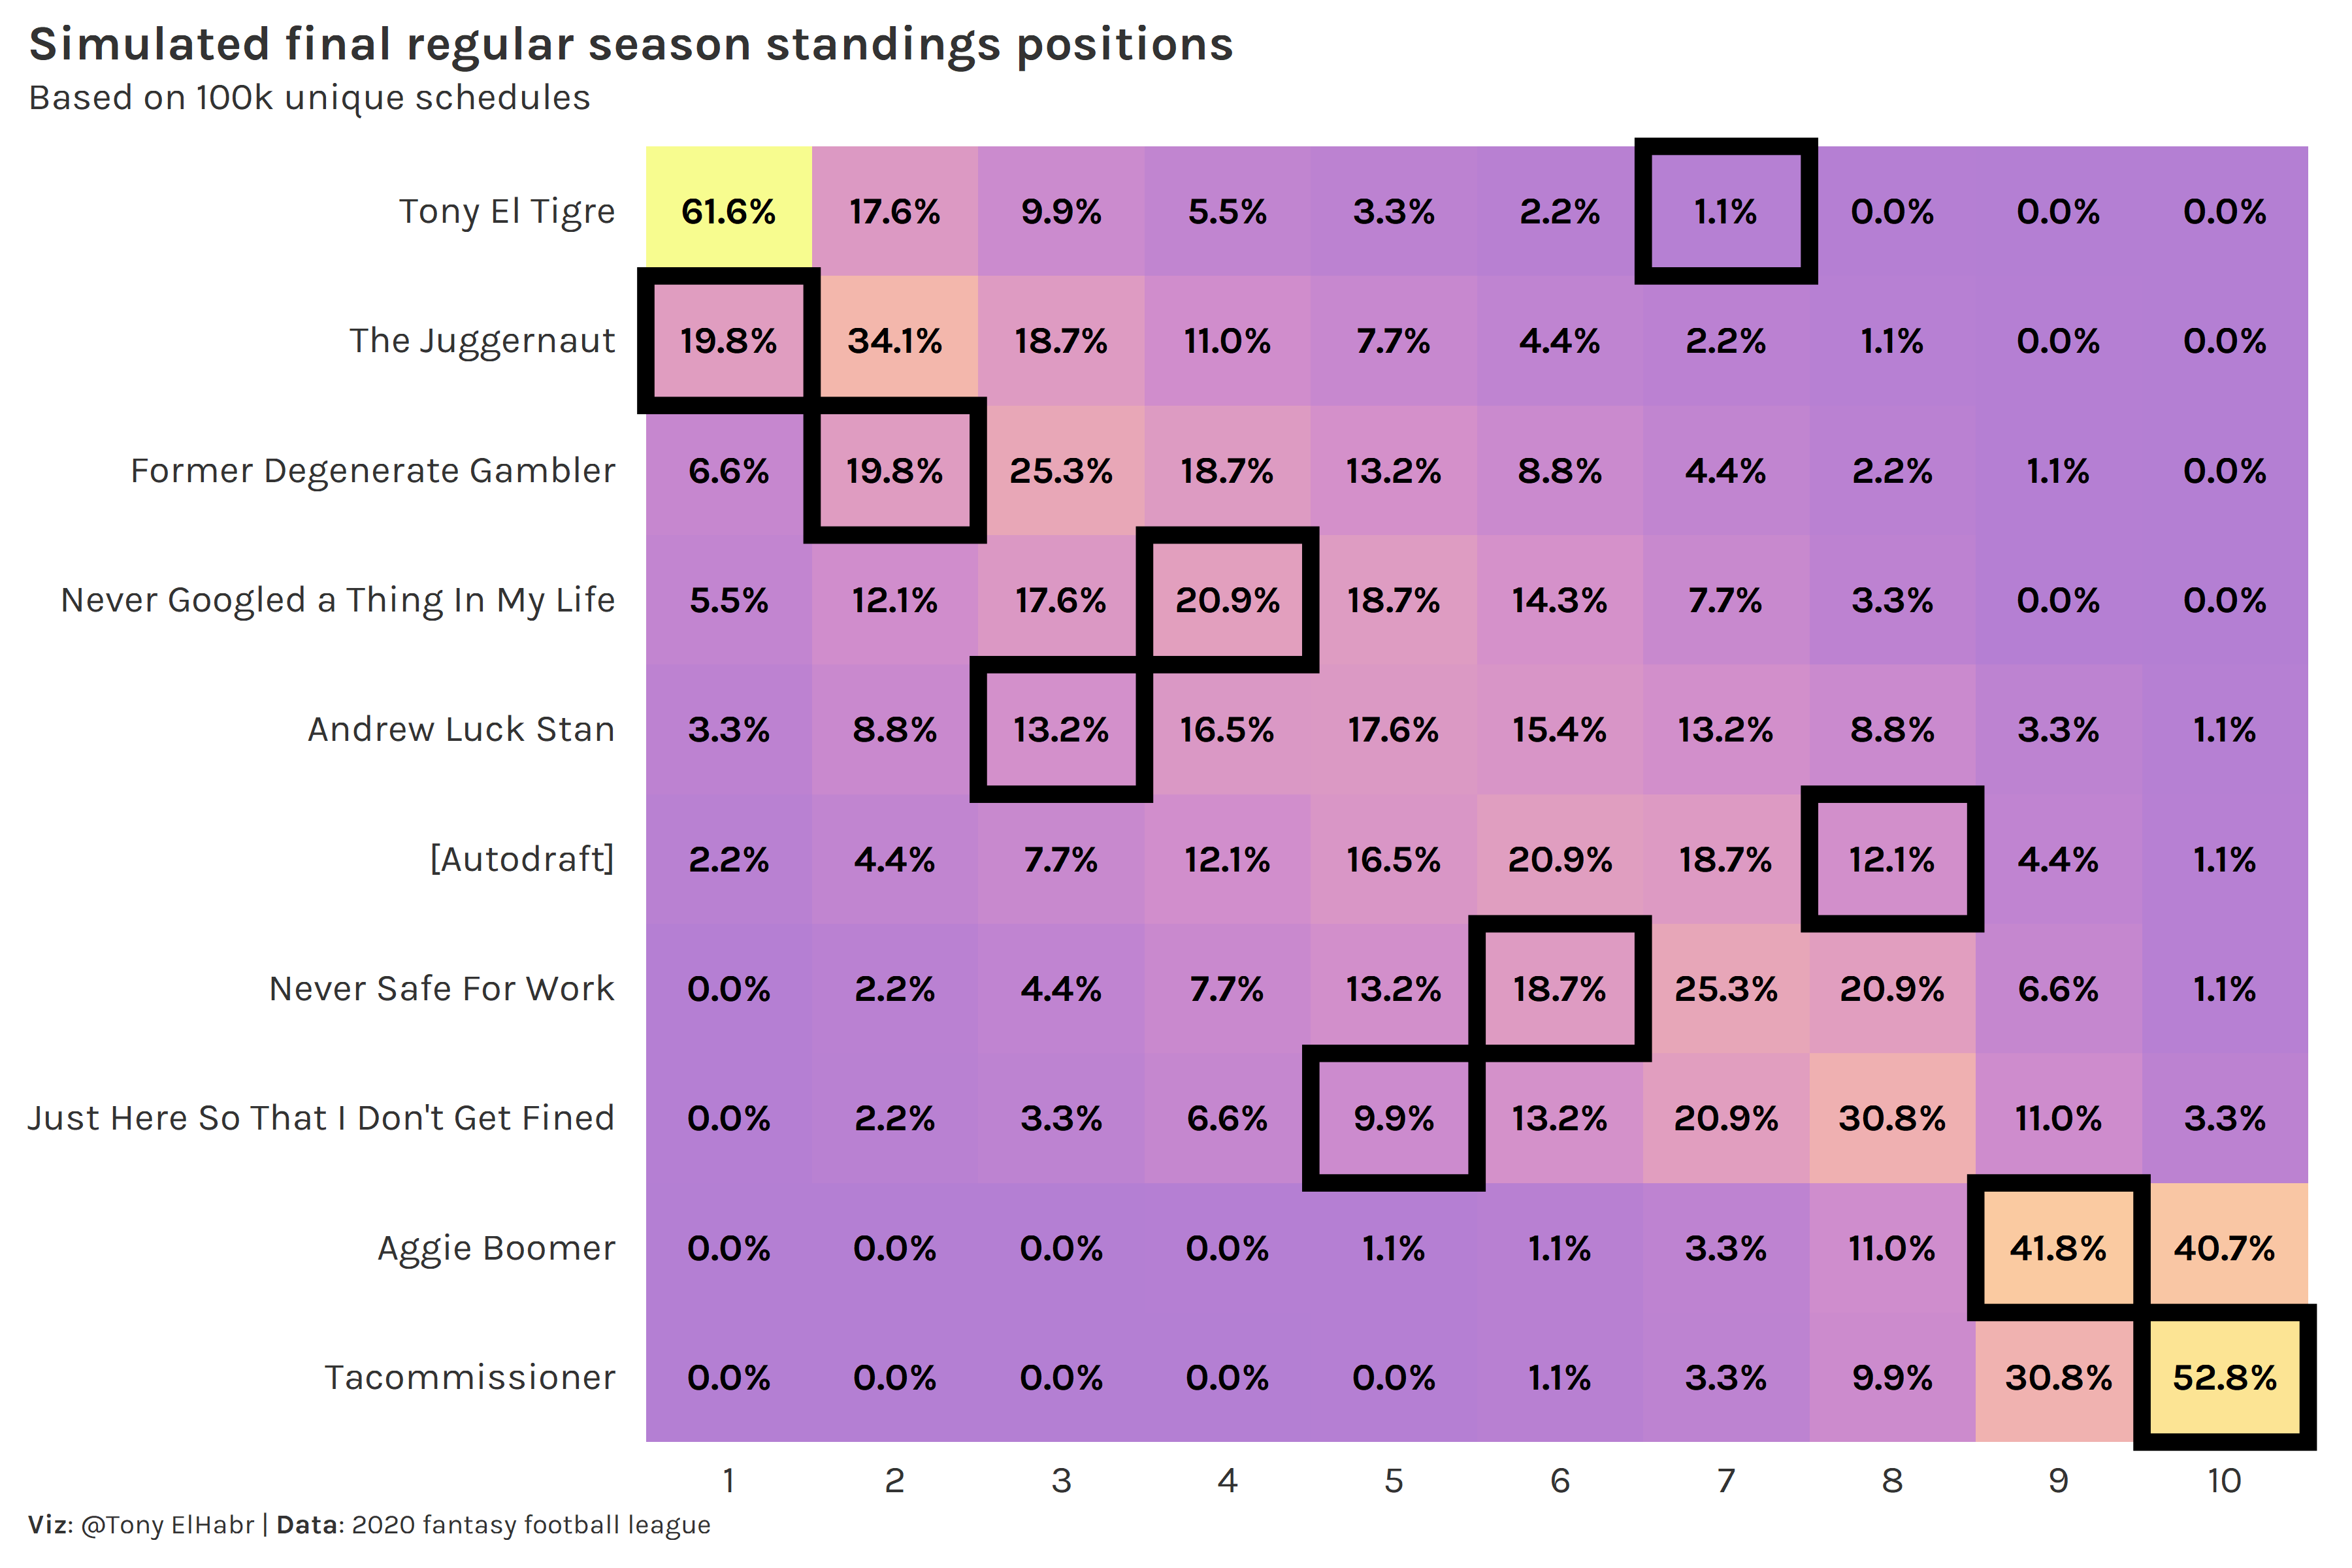 Simulated final regular season standings positions
Based on 100k unique schedules
Tony El Tigre 61.6% 17.6% 9.9% 5.5% 3.3% 2.2% 1.1% 0.0% 0.0% 0.0%
The Juggernaut 19.8% 34.1% 18.7% 11.0% 7.7% 4.4% 2.2% 1.1% 0.0% 0.0%
Former Degenerate Gambler 6.6% 19.8% 25.3% 18.7% 13.2% 8.8% 4.4% 2.2% 1.1% 0.0%
Never Googled a Thing In My Life 5.5% 12.1% 17.6% 20.9% 18.7% 14.3% 7.7% 3.3% 0.0% 0.0%
Andrew Luck Stan 3.3% 8.8% 13.2% 16.5% 17.6% 15.4% 13.2% 8.8% 3.3% 1.1%
[Autodraft] 2.2% 4.4% 7.7% 12.1% 16.5% 20.9% 18.7% 12.1% 4.4% 1.1%
Never Safe For Work 0.0% 2.2% 4.4% 7.7% 13.2% 18.7% 25.3% 20.9% 6.6% 1.1%
Just Here So That I Don't Get Fined 0.0% 2.2% 3.3% 6.6% 9.9% 13.2% 20.9% 30.8% 11.0% 3.3%
Aggie Boomer 0.0% 0.0% 0.0% 0.0% 1.1% 1.1% 3.3% 11.0% 41.8% 40.7%
Tacommissioner 0.0% 0.0% 0.0% 0.0% 0.0% 1.1% 3.3% 9.9% 30.8% 52.8%
1 2 3 4 5 6 7 8 9 10
Viz: @Tony ElHabr | Data: 2020 fantasy football league